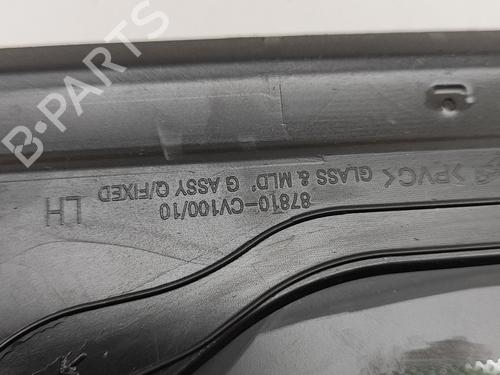 B-PARTS
>PVC< GLASS & MLD'G ASSY Q/FIXED
87810-CV100/10
LH